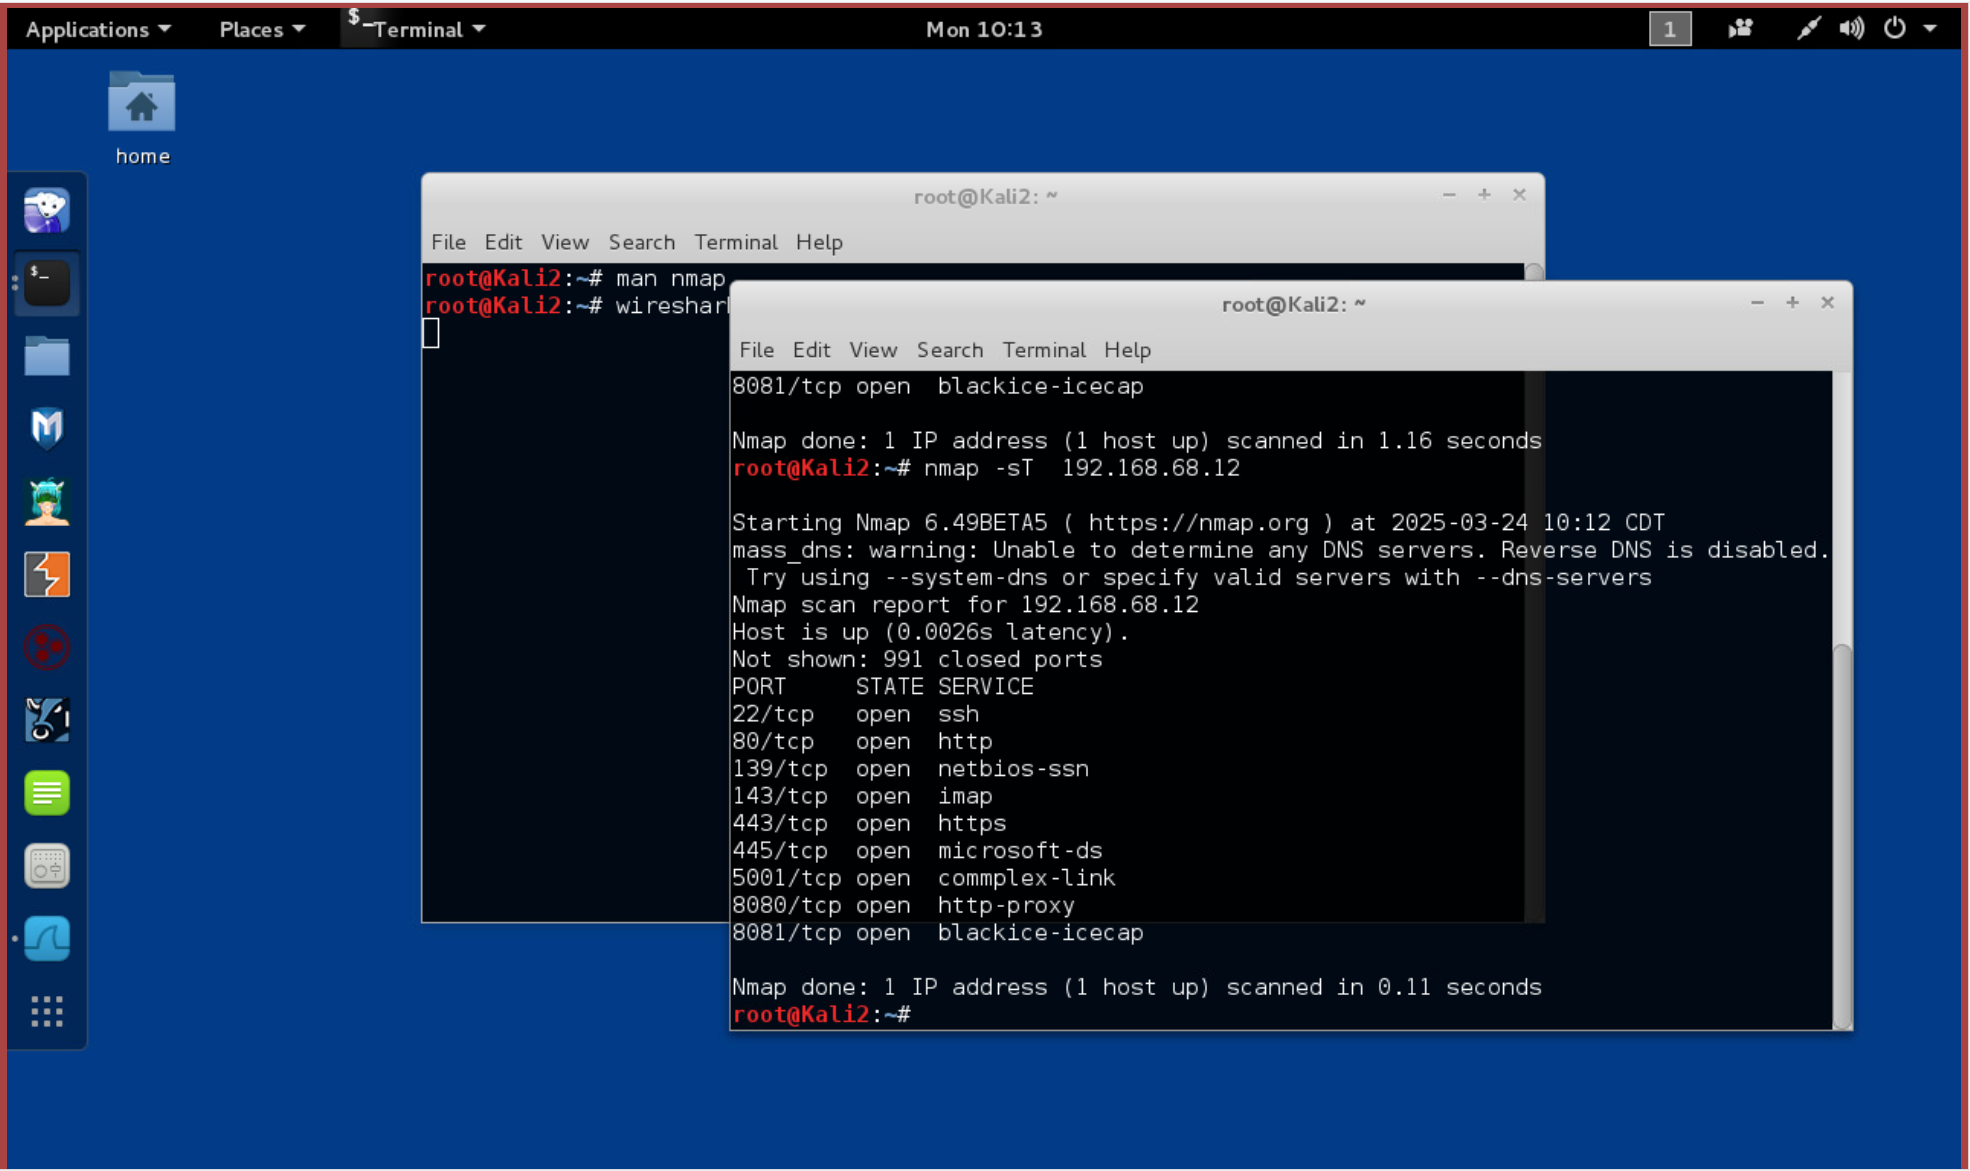 Applications Places $_Terminal Mon 10:13 1
home
root@Kali2: ~
File Edit View Search Terminal Help
root@Kali2:~# man nmap
root@Kali2:~# wireshar
root@Kali2: ~
File Edit View Search Terminal Help
8081/tcp open  blackice-icecap
Nmap done: 1 IP address (1 host up) scanned in 1.16 seconds
root@Kali2:~# nmap -sT  192.168.68.12
Starting Nmap 6.49BETA5 ( https://nmap.org ) at 2025-03-24 10:12 CDT
mass_dns: warning: Unable to determine any DNS servers. Reverse DNS is disabled.
 Try using --system-dns or specify valid servers with --dns-servers
Nmap scan report for 192.168.68.12
Host is up (0.0026s latency).
Not shown: 991 closed ports
PORT     STATE SERVICE
22/tcp   open  ssh
80/tcp   open  http
139/tcp  open  netbios-ssn
143/tcp  open  imap
443/tcp  open  https
445/tcp  open  microsoft-ds
5001/tcp open  commplex-link
8080/tcp open  http-proxy
8081/tcp open  blackice-icecap
Nmap done: 1 IP address (1 host up) scanned in 0.11 seconds
root@Kali2:~#